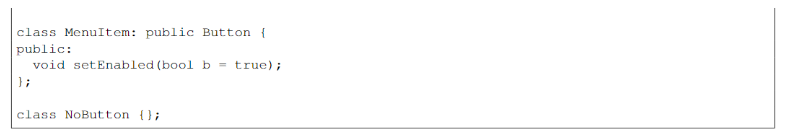 class MenuItem: public Button {
public:
  void setEnabled(bool b = true);
};
class NoButton {};